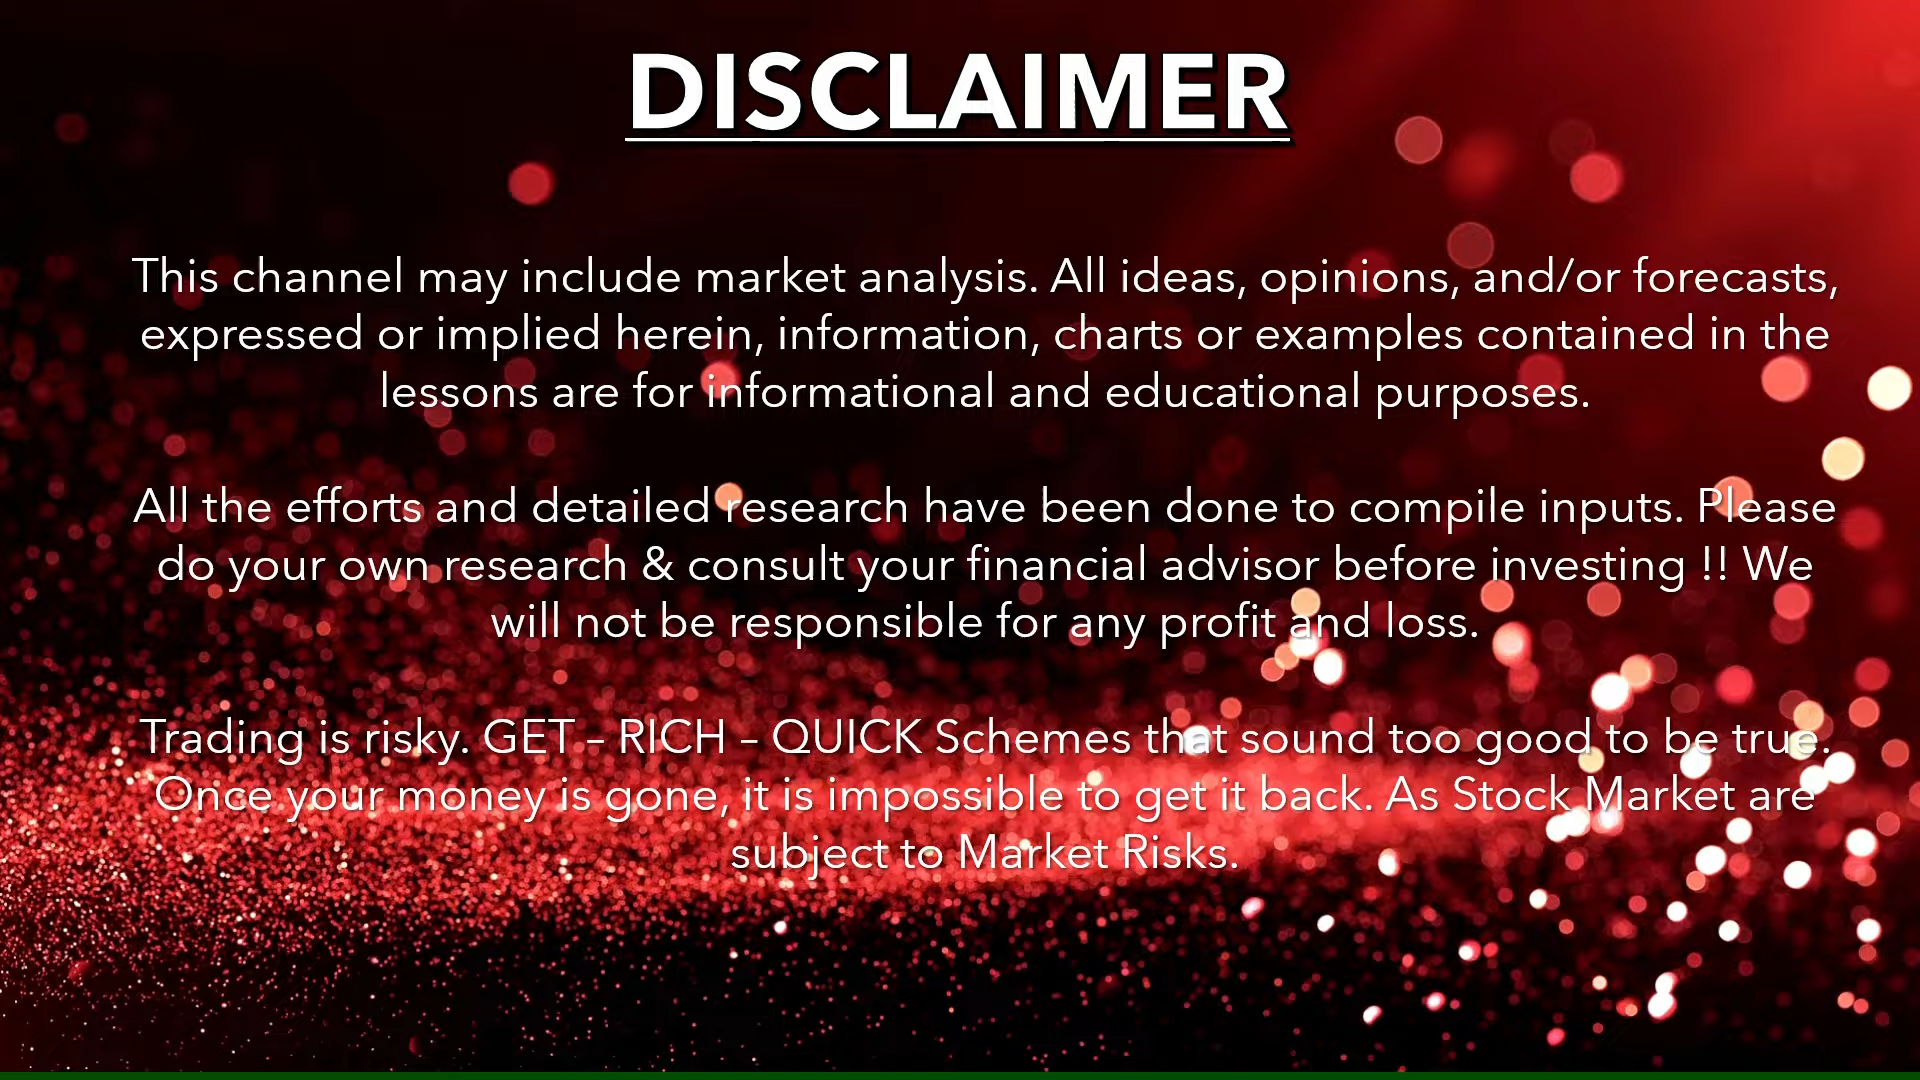 DISCLAIMER
This channel may include market analysis. All ideas, opinions, and/or forecasts,
expressed or implied herein, information, charts or examples contained in the
lessons are for informational and educational purposes.
All the efforts and detailed research have been done to compile inputs. Please
do your own research & consult your financial advisor before investing !! We
will not be responsible for any profit and loss.
Trading is risky. GET – RICH – QUICK Schemes that sound too good to be true.
Once your money is gone, it is impossible to get it back. As Stock Market are
subject to Market Risks.